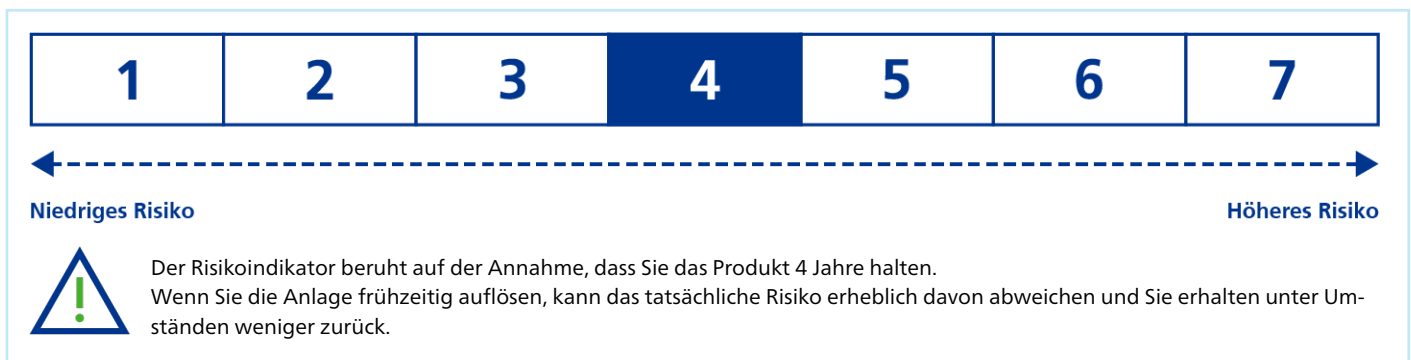 1 2 3 4 5 6 7
Niedriges Risiko Höheres Risiko
Der Risikoindikator beruht auf der Annahme, dass Sie das Produkt 4 Jahre halten.
Wenn Sie die Anlage frühzeitig auflösen, kann das tatsächliche Risiko erheblich davon abweichen und Sie erhalten unter Um-
ständen weniger zurück.